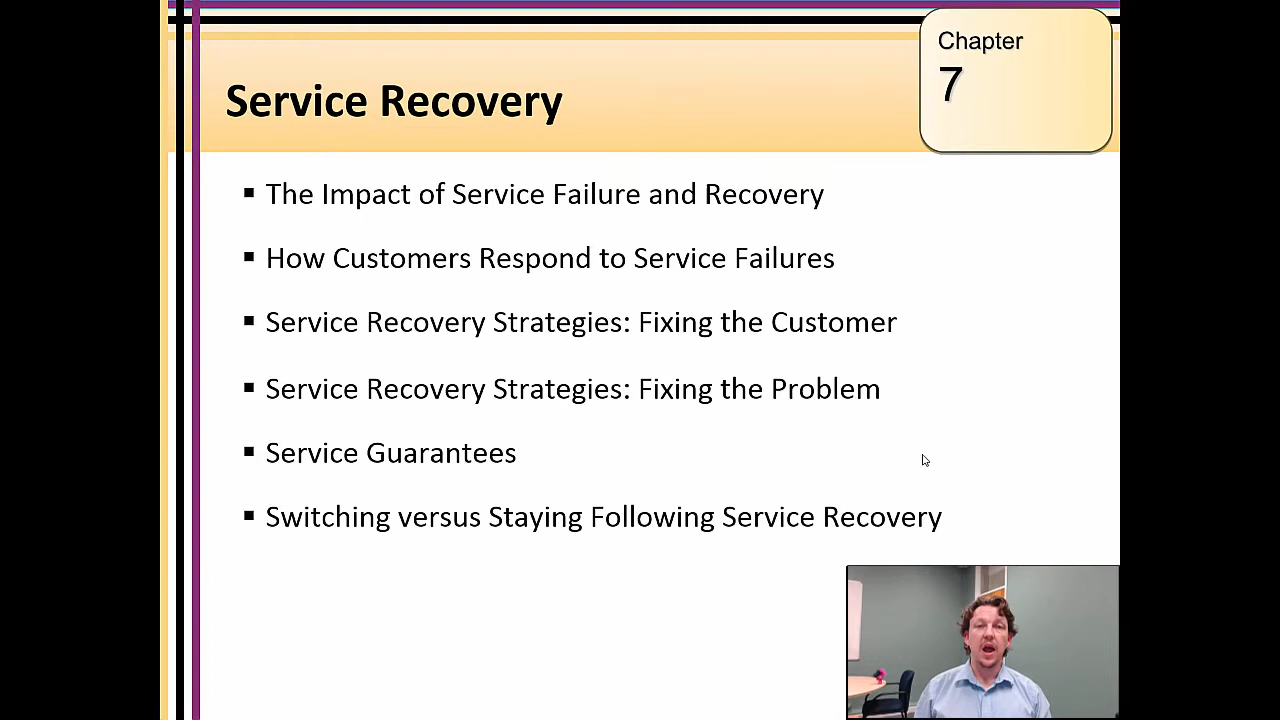 Chapter
7
Service Recovery
▪ The Impact of Service Failure and Recovery
▪ How Customers Respond to Service Failures
▪ Service Recovery Strategies: Fixing the Customer
▪ Service Recovery Strategies: Fixing the Problem
▪ Service Guarantees
▪ Switching versus Staying Following Service Recovery